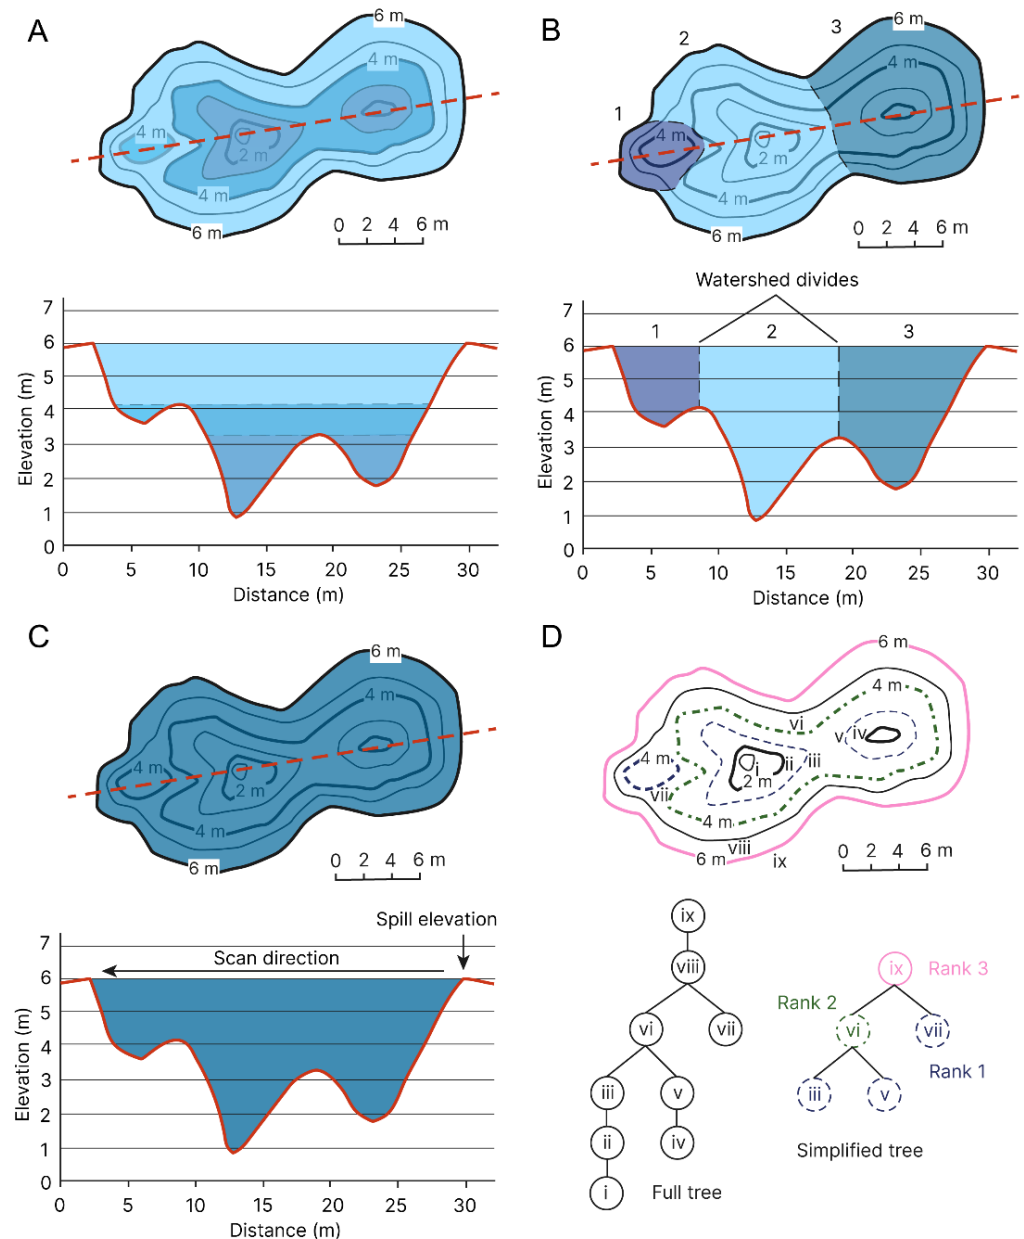 A
6 m
4 m
4 m
2 m
4 m
6 m
0 2 4 6 m
7
6
5
4
3
2
1
0
Elevation (m)
0 5 10 15 20 25 30
Distance (m)
B
1
2
3
6 m
4 m
4 m
2 m
4 m
6 m
0 2 4 6 m
Watershed divides
7
6
5
4
3
2
1
0
1 2 3
Elevation (m)
0 5 10 15 20 25 30
Distance (m)
C
6 m
4 m
4 m
2 m
4 m
6 m
0 2 4 6 m
Spill elevation
Scan direction
7
6
5
4
3
2
1
0
Elevation (m)
0 5 10 15 20 25 30
Distance (m)
D
6 m
4 m
vi
v iv
4 m
i ii iii
2 m
vii
4 m
viii
6 m
ix
0 2 4 6 m
ix
viii
vi vii
iii v
ii iv
i
Full tree
ix Rank 3
Rank 2
vi vii
Rank 1
iii v
Simplified tree